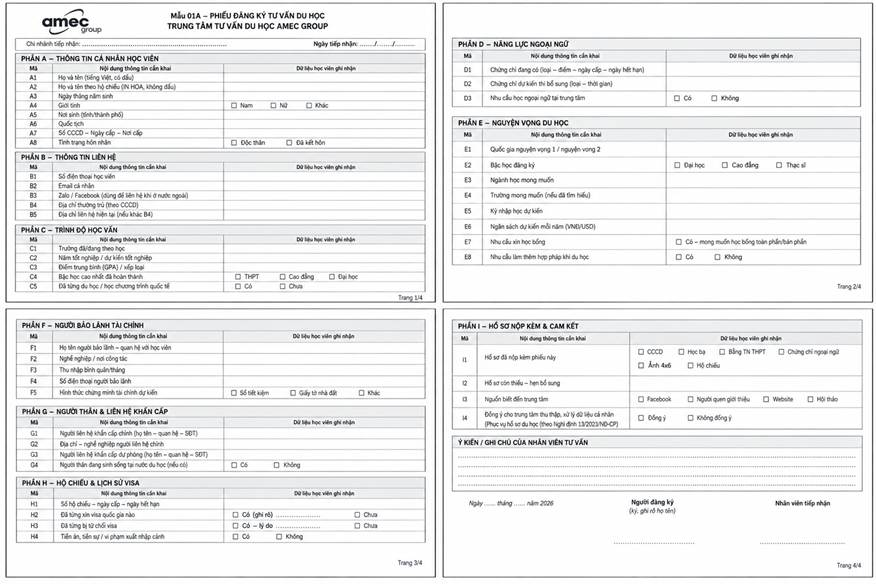 amec
group
Mẫu 01A – PHIẾU ĐĂNG KÝ TƯ VẤN DU HỌC
TRUNG TÂM TƯ VẤN DU HỌC AMEC GROUP
Chi nhánh tiếp nhận: ............................................................ Ngày tiếp nhận: ....../....../.........
PHẦN A – THÔNG TIN CÁ NHÂN HỌC VIÊN
Mã Nội dung thông tin cần khai Dữ liệu học viên ghi nhận
A1 Họ và tên (tiếng Việt, có dấu)
A2 Họ và tên theo hộ chiếu (IN HOA, không dấu)
A3 Ngày tháng năm sinh
A4 Giới tính ☐ Nam ☐ Nữ ☐ Khác
A5 Nơi sinh (tỉnh/thành phố)
A6 Quốc tịch
A7 Số CCCD – Ngày cấp – Nơi cấp
A8 Tình trạng hôn nhân ☐ Độc thân ☐ Đã kết hôn
PHẦN B – THÔNG TIN LIÊN HỆ
Mã Nội dung thông tin cần khai Dữ liệu học viên ghi nhận
B1 Số điện thoại học viên
B2 Email cá nhân
B3 Zalo / Facebook (dùng để liên hệ khi ở nước ngoài)
B4 Địa chỉ thường trú (theo CCCD)
B5 Địa chỉ liên hệ hiện tại (nếu khác B4)
PHẦN C – TRÌNH ĐỘ HỌC VẤN
Mã Nội dung thông tin cần khai Dữ liệu học viên ghi nhận
C1 Trường đã/đang theo học
C2 Năm tốt nghiệp / dự kiến tốt nghiệp
C3 Điểm trung bình (GPA) / xếp loại
C4 Bậc học cao nhất đã hoàn thành ☐ THPT ☐ Cao đẳng ☐ Đại học
C5 Đã từng du học / học chương trình quốc tế ☐ Có ☐ Chưa
Trang 1/4
PHẦN D – NĂNG LỰC NGOẠI NGỮ
Mã Nội dung thông tin cần khai Dữ liệu học viên ghi nhận
D1 Chứng chỉ đang có (loại – điểm – ngày cấp – ngày hết hạn)
D2 Chứng chỉ dự kiến thi bổ sung (loại – thời gian)
D3 Nhu cầu học ngoại ngữ tại trung tâm ☐ Có ☐ Không
PHẦN E – NGUYỆN VỌNG DU HỌC
Mã Nội dung thông tin cần khai Dữ liệu học viên ghi nhận
E1 Quốc gia nguyện vọng 1 / nguyện vọng 2
E2 Bậc học đăng ký ☐ Đại học ☐ Cao đẳng ☐ Thạc sĩ
E3 Ngành học mong muốn
E4 Trường mong muốn (nếu đã tìm hiểu)
E5 Kỳ nhập học dự kiến
E6 Ngân sách dự kiến mỗi năm (VNĐ/USD)
E7 Nhu cầu xin học bổng ☐ Có – mong muốn học bổng toàn phần/bán phần
E8 Nhu cầu làm thêm hợp pháp khi du học ☐ Có ☐ Không
Trang 2/4
PHẦN F – NGƯỜI BẢO LÃNH TÀI CHÍNH
Mã Nội dung thông tin cần khai Dữ liệu học viên ghi nhận
F1 Họ tên người bảo lãnh – quan hệ với học viên
F2 Nghề nghiệp / nơi công tác
F3 Thu nhập bình quân/tháng
F4 Số điện thoại người bảo lãnh
F5 Hình thức chứng minh tài chính dự kiến ☐ Sổ tiết kiệm ☐ Giấy tờ nhà đất ☐ Khác
PHẦN G – NGƯỜI THÂN & LIÊN HỆ KHẨN CẤP
Mã Nội dung thông tin cần khai Dữ liệu học viên ghi nhận
G1 Người liên hệ khẩn cấp chính (họ tên – quan hệ – SĐT)
G2 Địa chỉ – nghề nghiệp người liên hệ chính
G3 Người liên hệ khẩn cấp dự phòng (họ tên – quan hệ – SĐT)
G4 Người thân đang sinh sống tại nước du học (nếu có) ☐ Có ☐ Không
PHẦN H – HỘ CHIẾU & LỊCH SỬ VISA
Mã Nội dung thông tin cần khai Dữ liệu học viên ghi nhận
H1 Số hộ chiếu – ngày cấp – ngày hết hạn
H2 Đã từng xin visa quốc gia nào ☐ Có (ghi rõ) .................. ☐ Chưa
H3 Đã từng bị từ chối visa ☐ Có – lý do .................. ☐ Chưa
H4 Tiền án, tiền sự / vi phạm xuất nhập cảnh ☐ Có ☐ Không
Trang 3/4
PHẦN I – HỒ SƠ NỘP KÈM & CAM KẾT
Mã Nội dung thông tin cần khai Dữ liệu học viên ghi nhận
I1 Hồ sơ đã nộp kèm phiếu này ☐ CCCD ☐ Học bạ ☐ Bằng TN THPT ☐ Chứng chỉ ngoại ngữ
☐ Ảnh 4x6 ☐ Hộ chiếu
I2 Hồ sơ còn thiếu – hẹn bổ sung
I3 Nguồn biết đến trung tâm ☐ Facebook ☐ Người quen giới thiệu ☐ Website ☐ Hội thảo
I4 Đồng ý cho trung tâm thu thập, xử lý dữ liệu cá nhân
(Phục vụ hồ sơ du học (theo Nghị định 13/2023/NĐ-CP) ☐ Đồng ý ☐ Không đồng ý
Ý KIẾN / GHI CHÚ CỦA NHÂN VIÊN TƯ VẤN
Ngày ...... tháng ...... năm 2026 Người đăng ký Nhân viên tiếp nhận
(ký, ghi rõ họ tên)
Trang 4/4